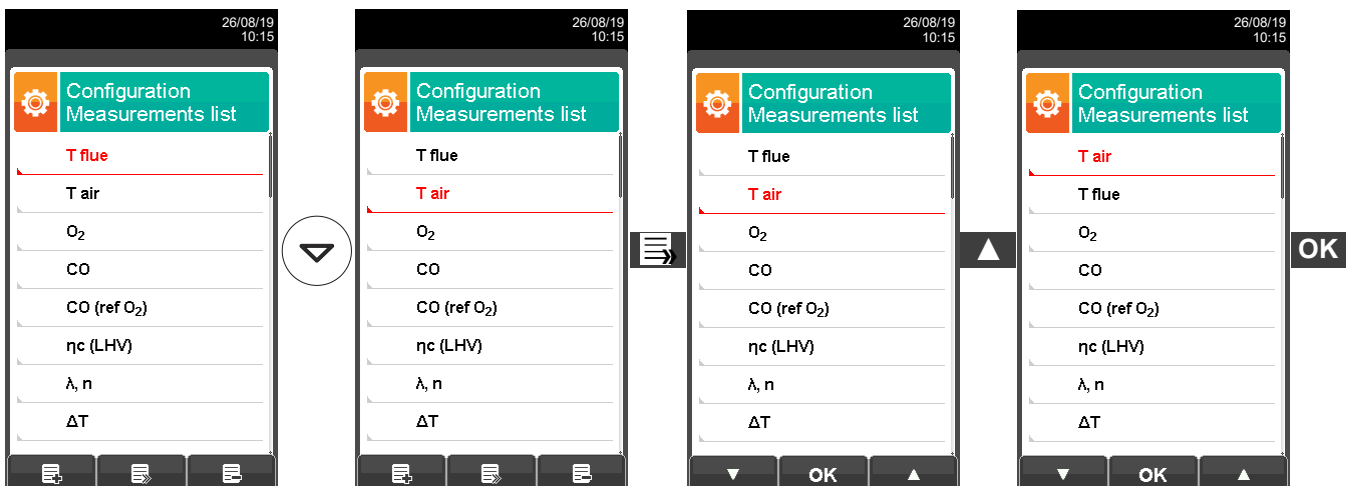 26/08/19
10:15
Configuration
Measurements list
T flue
T air
O₂
CO
CO (ref O₂)
ηc (LHV)
λ, n
ΔT
26/08/19
10:15
Configuration
Measurements list
T flue
T air
O₂
CO
CO (ref O₂)
ηc (LHV)
λ, n
ΔT
26/08/19
10:15
Configuration
Measurements list
T flue
T air
O₂
CO
CO (ref O₂)
ηc (LHV)
λ, n
ΔT
OK
26/08/19
10:15
Configuration
Measurements list
T air
T flue
O₂
CO
CO (ref O₂)
ηc (LHV)
λ, n
ΔT
OK
OK